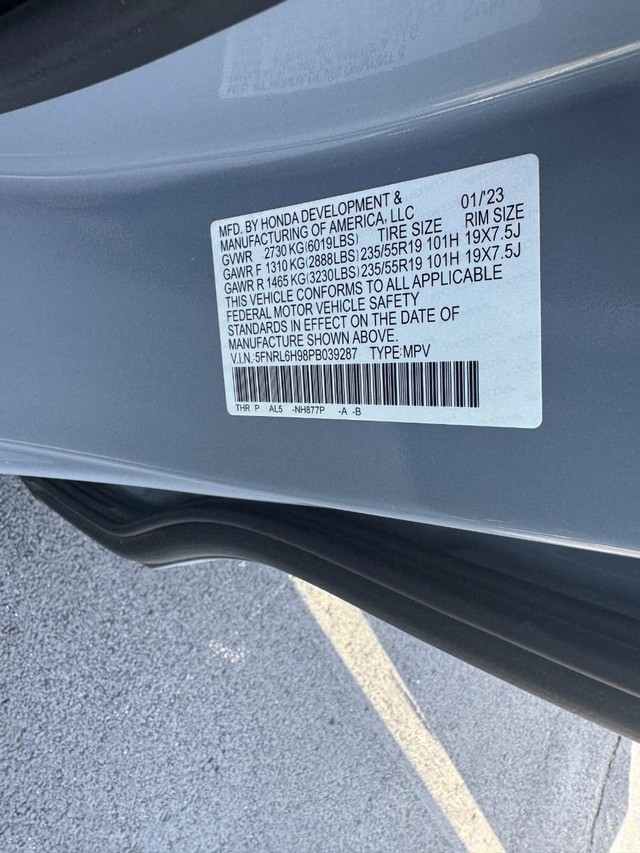 MFD. BY HONDA DEVELOPMENT & 01/'23
MANUFACTURING OF AMERICA, LLC
GVWR 2730 KG (6019LBS) TIRE SIZE RIM SIZE
GAWR F 1310 KG (2888LBS) 235/55R19 101H 19X7.5J
GAWR R 1465 KG (3230LBS) 235/55R19 101H 19X7.5J
THIS VEHICLE CONFORMS TO ALL APPLICABLE
FEDERAL MOTOR VEHICLE SAFETY
STANDARDS IN EFFECT ON THE DATE OF
MANUFACTURE SHOWN ABOVE.
V.I.N.:5FNRL6H98PB039287 TYPE:MPV
THR P AL5 -NH877P -A -B